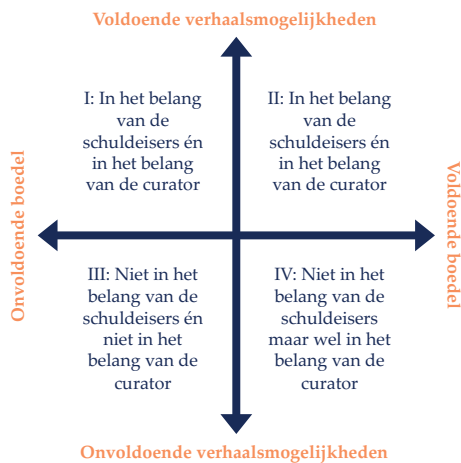 Voldoende verhaalsmogelijkheden
I: In het belang
van de
schuldeisers én
in het belang
van de curator
II: In het belang
van de
schuldeisers én
in het belang
van de curator
Onvoldoende boedel
Voldoende boedel
III: Niet in het
belang van de
schuldeisers én
niet in het
belang van de
curator
IV: Niet in het
belang van de
schuldeisers
maar wel in het
belang van de
curator
Onvoldoende verhaalsmogelijkheden